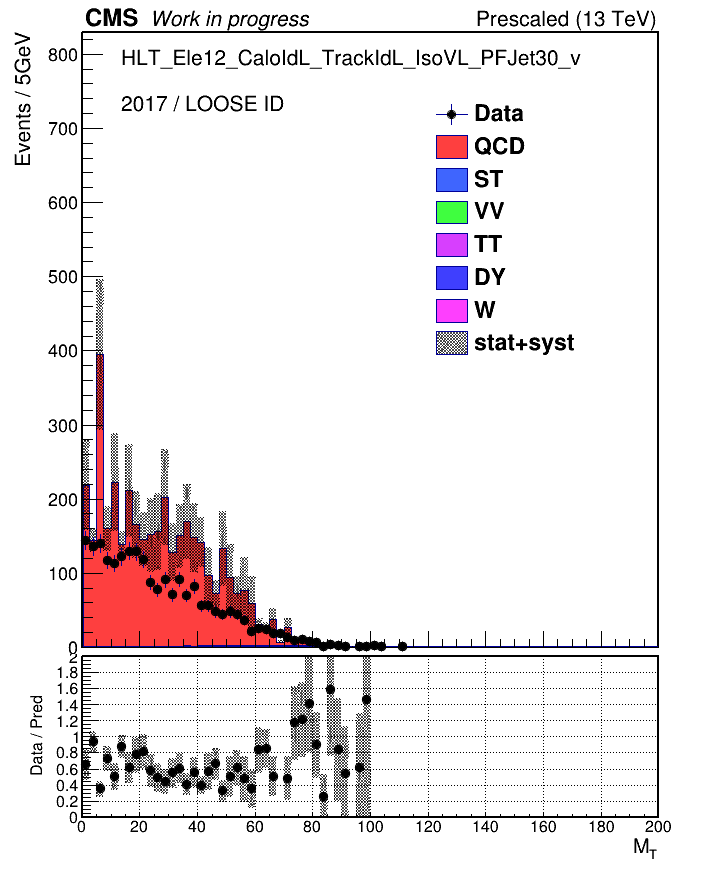 CMS Work in progress Prescaled (13 TeV)
Events / 5GeV
HLT_Ele12_CaloIdL_TrackIdL_IsoVL_PFJet30_v
2017 / LOOSE ID
Data
QCD
ST
VV
TT
DY
W
stat+syst
800
700
600
500
400
300
200
100
0
Data / Pred
2
1.8
1.6
1.4
1.2
1
0.8
0.6
0.4
0.2
0
0 20 40 60 80 100 120 140 160 180 200
M_T